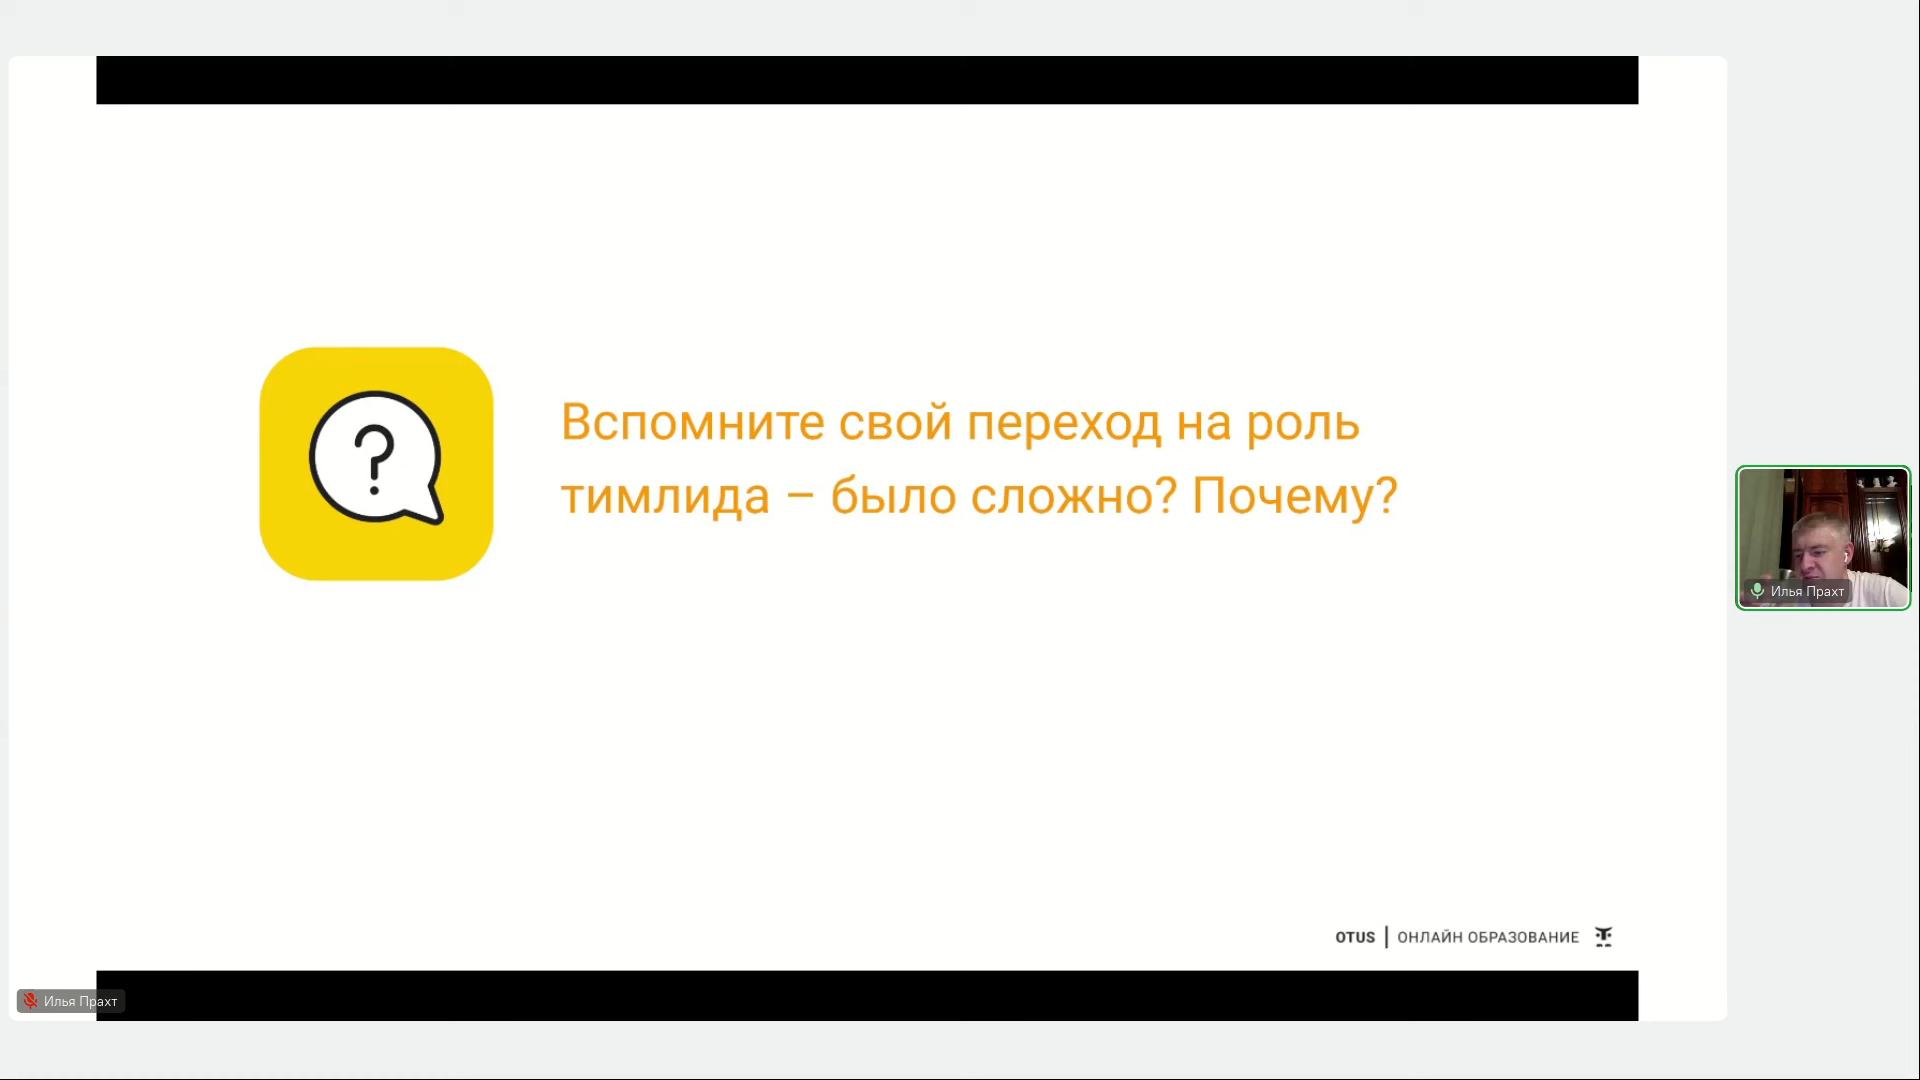 Вспомните свой переход на роль
тимлида – было сложно? Почему?
Илья Прахт
OTUS | ОНЛАЙН ОБРАЗОВАНИЕ
Илья Прахт